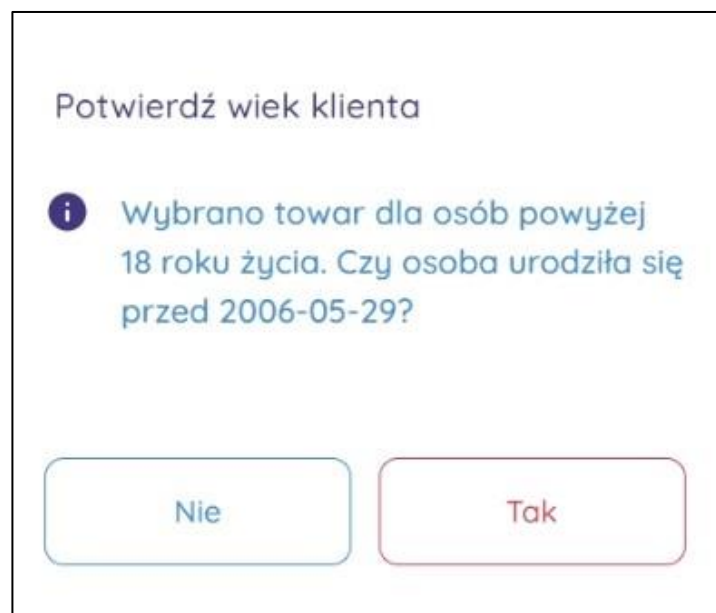 Potwierdź wiek klienta
Wybrano towar dla osób powyżej
18 roku życia. Czy osoba urodziła się
przed 2006-05-29?
Nie
Tak